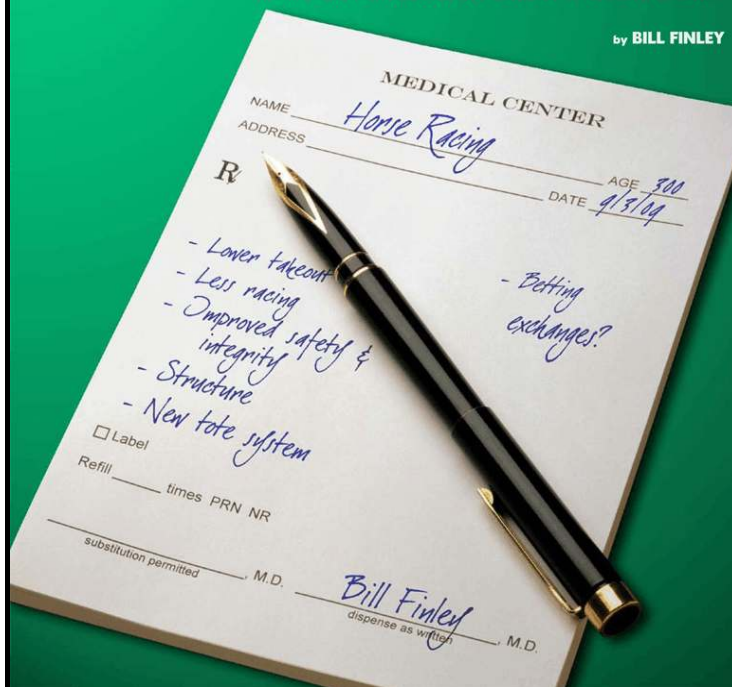 by BILL FINLEY
MEDICAL CENTER
NAME Horse Racing AGE 300
ADDRESS DATE 9/3/09
R
- Lower takeout
- Less racing
- Improved safety &
integrity
- Structure
- New tote system
- Betting
exchanges?
Label
Refill times PRN NR
substitution permitted , M.D.
Bill Finley
dispense as written , M.D.